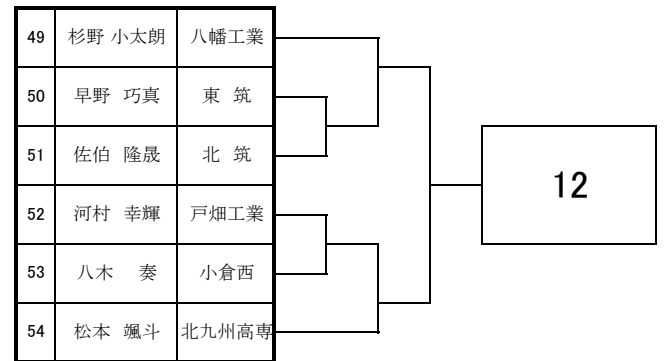 49 杉野 小太朗 八幡工業
50 早野 巧真 東 筑
51 佐伯 隆晟 北 筑
52 河村 幸輝 戸畑工業
53 八木 奏 小倉西
54 松本 颯斗 北九州高専
12